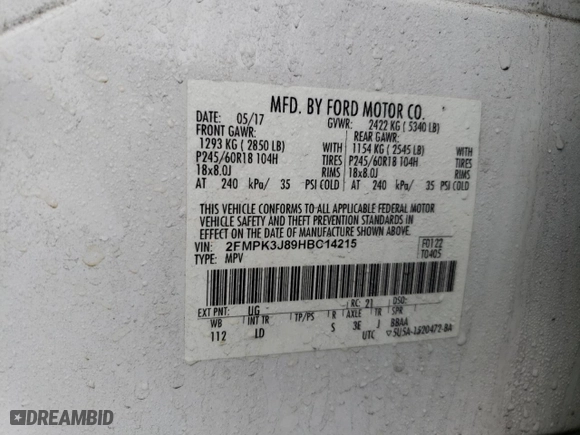 MFD. BY FORD MOTOR CO.
DATE: 05/17 GVWR: 2422 KG ( 5340 LB)
FRONT GAWR: REAR GAWR:
1293 KG ( 2850 LB) WITH 1154 KG ( 2545 LB) WITH
P245/60R18 104H TIRES P245/60R18 104H TIRES
18x8.0J RIMS 18x8.0J RIMS
AT 240 kPa/ 35 PSI COLD AT 240 kPa/ 35 PSI COLD
THIS VEHICLE CONFORMS TO ALL APPLICABLE FEDERAL MOTOR
VEHICLE SAFETY AND THEFT PREVENTION STANDARDS IN
EFFECT ON THE DATE OF MANUFACTURE SHOWN ABOVE.
VIN: 2FMPK3J89HBC14215 F0122
TYPE: MPV T0405
EXT PNT: UG RC: 21 DSO:
WB INT TR TP/PS R AXLE TR SPR
112 LD S 3E J BBAA
UTC
DREAMBID